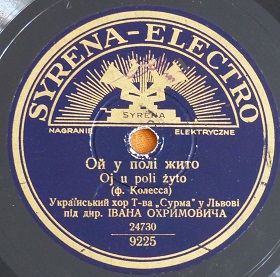 SYRENA-ELECTRO
SYRENA
NAGRANIE ELEKTRYCZNE
Ой у полі жито
Oj u poli żyto
(ф. Колесса)
Український хор Т-ва „Сурма" у Львові
під дир. ІВАНА ОХРИМОВИЧА
24730
9225